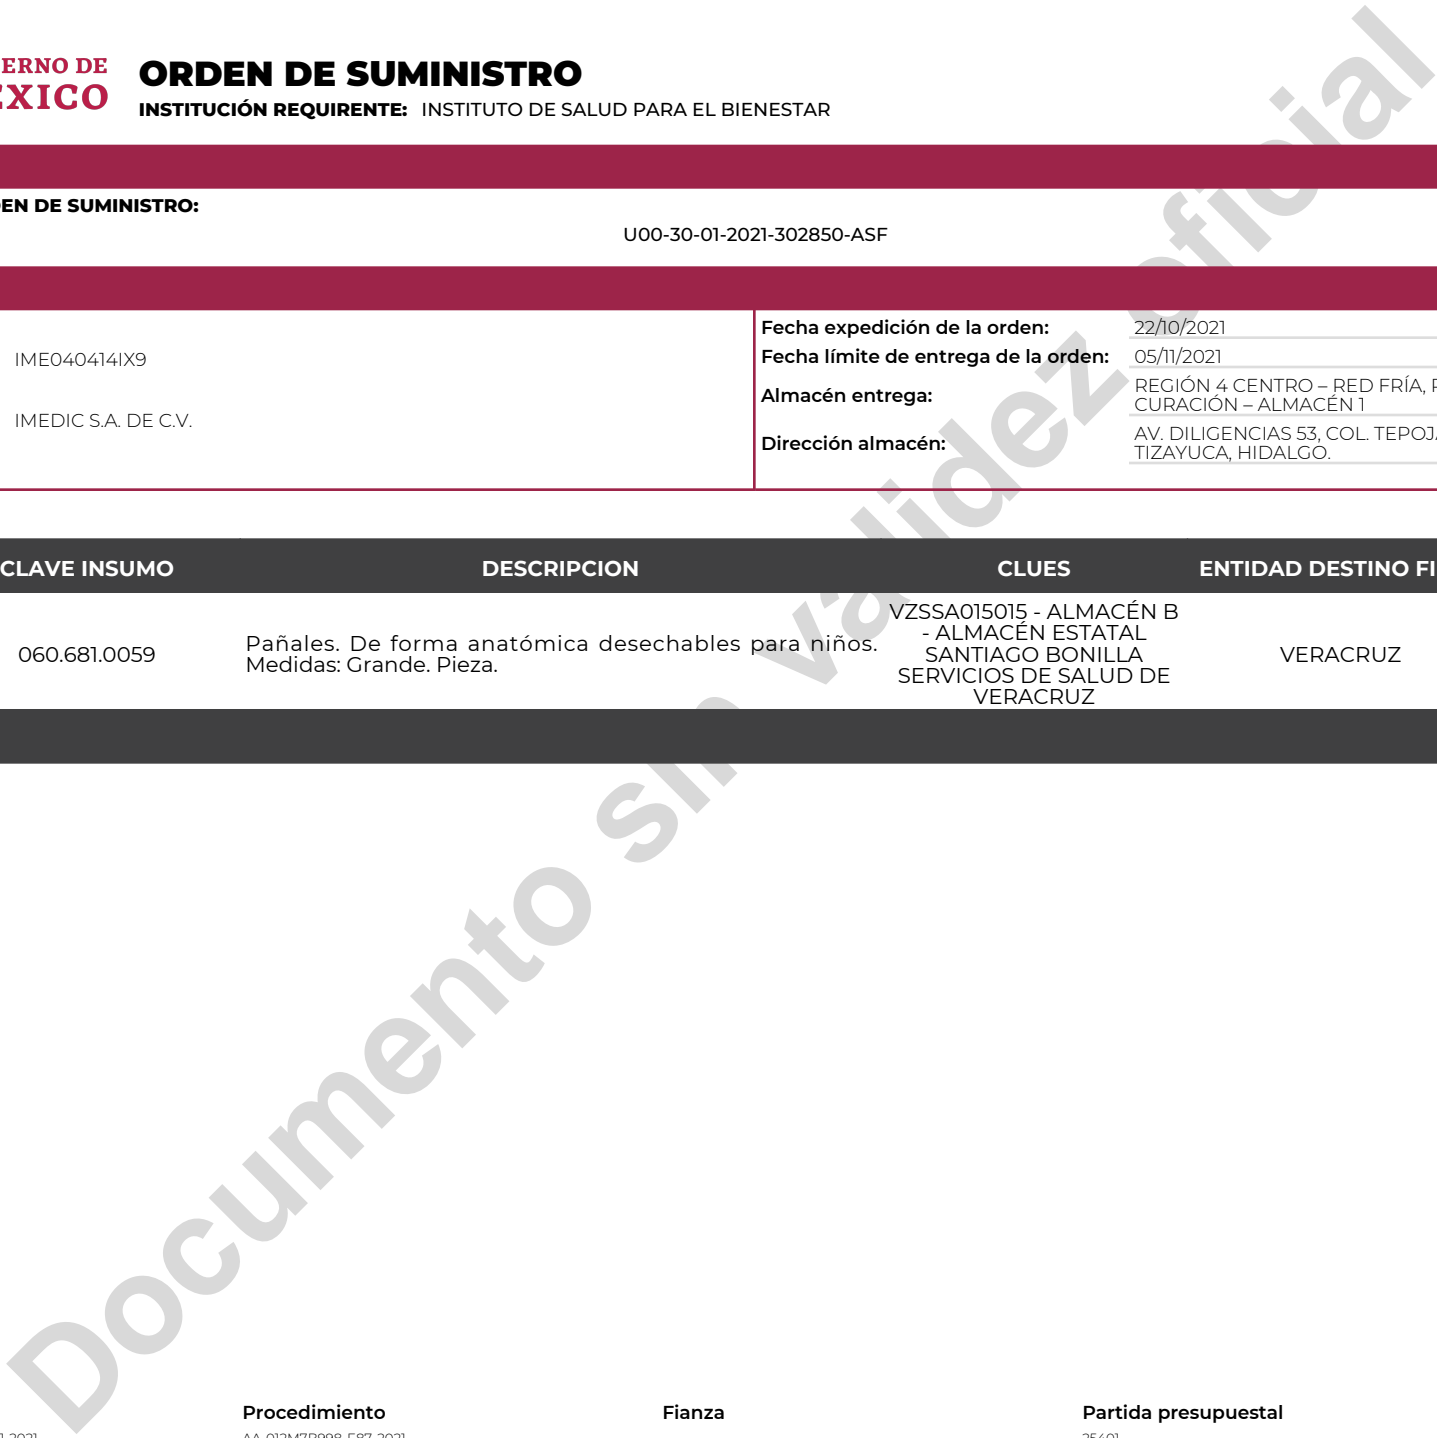 ERNO DE
ORDEN DE SUMINISTRO
EXICO
INSTITUCIÓN REQUIRENTE: INSTITUTO DE SALUD PARA EL BIENESTAR
EN DE SUMINISTRO:
U00-30-01-2021-302850-ASF
IME040414IX9
IMEDIC S.A. DE C.V.
Fecha expedición de la orden: 22/10/2021
Fecha límite de entrega de la orden: 05/11/2021
Almacén entrega: REGIÓN 4 CENTRO – RED FRÍA,
CURACIÓN – ALMACÉN 1
Dirección almacén: AV. DILIGENCIAS 53, COL. TEPOJ
TIZAYUCA, HIDALGO.
CLAVE INSUMO DESCRIPCION CLUES ENTIDAD DESTINO FI
060.681.0059
Pañales. De forma anatómica desechables para niños.
Medidas: Grande. Pieza.
VZSSA015015 - ALMACÉN B
- ALMACÉN ESTATAL
SANTIAGO BONILLA
SERVICIOS DE SALUD DE
VERACRUZ
VERACRUZ
Documento sin validez oficial
Procedimiento Fianza Partida presupuestal